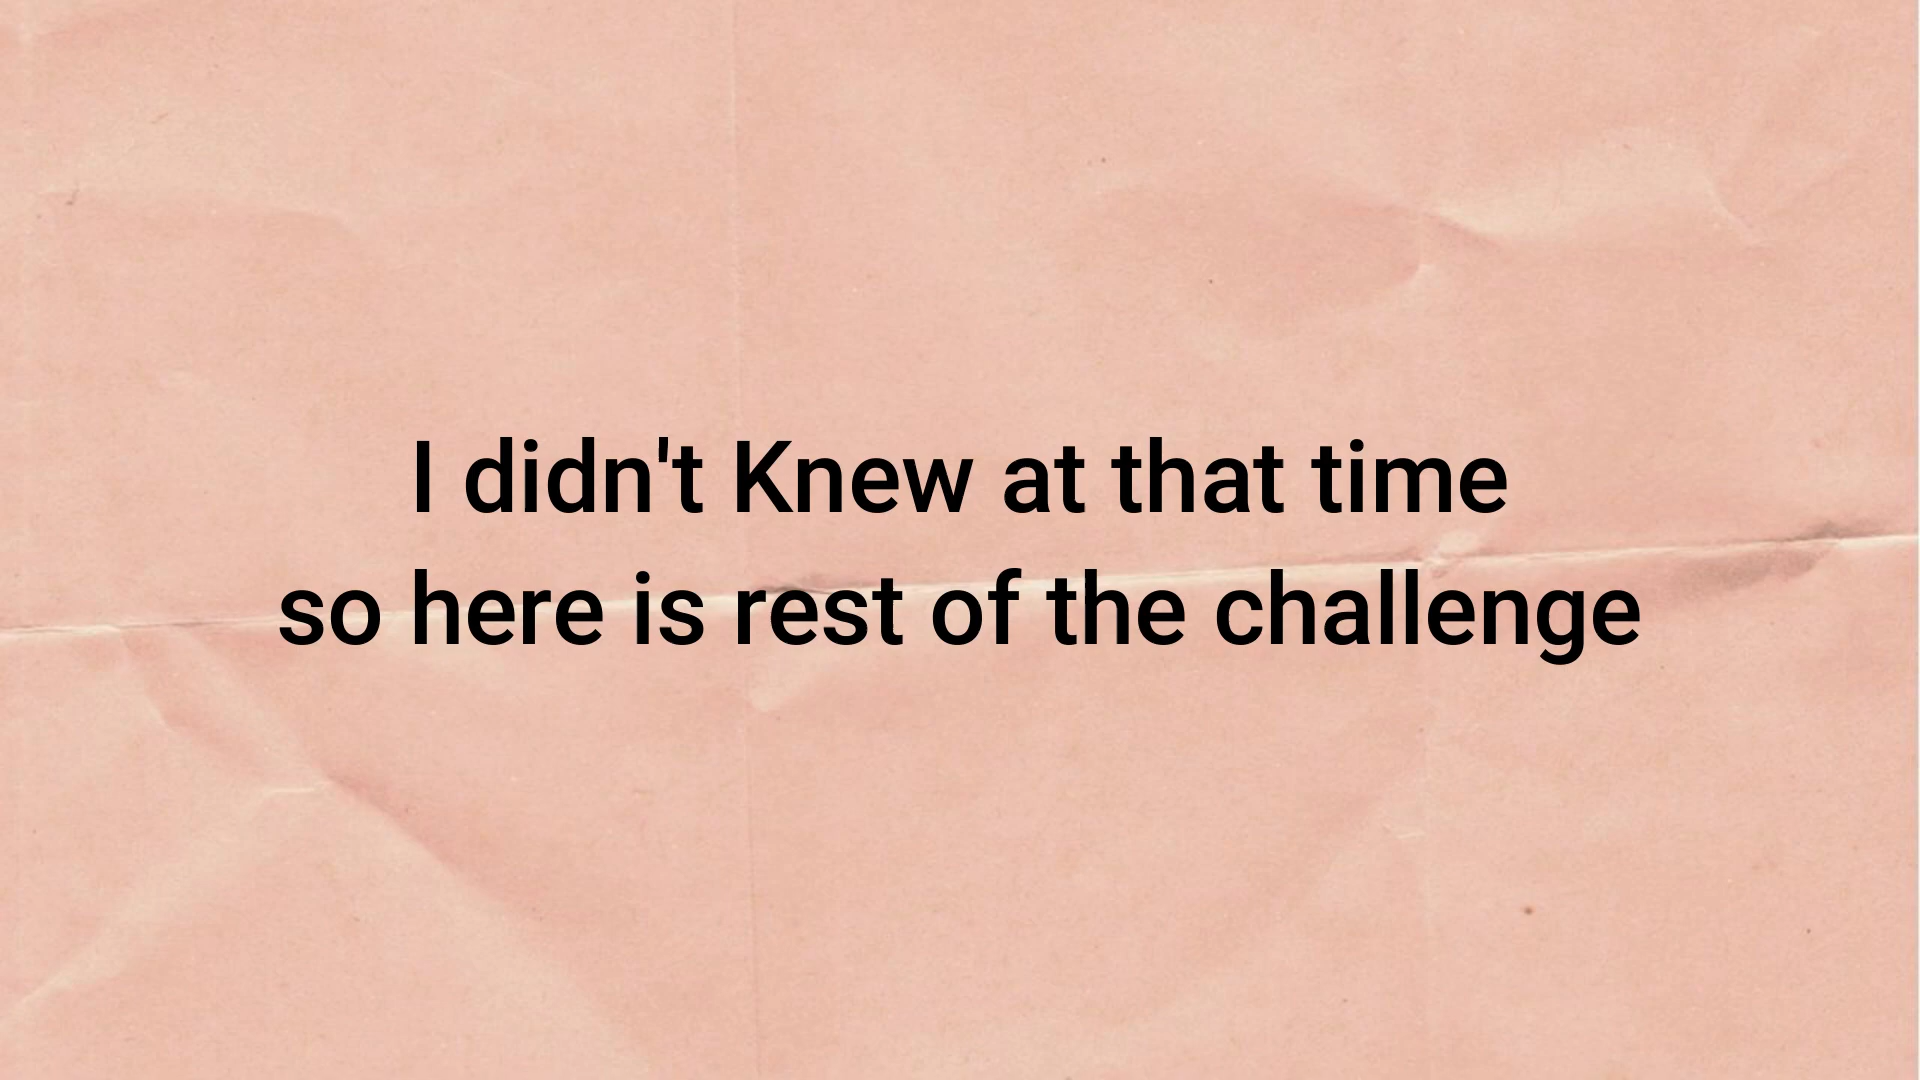 I didn't Knew at that time
so here is rest of the challenge